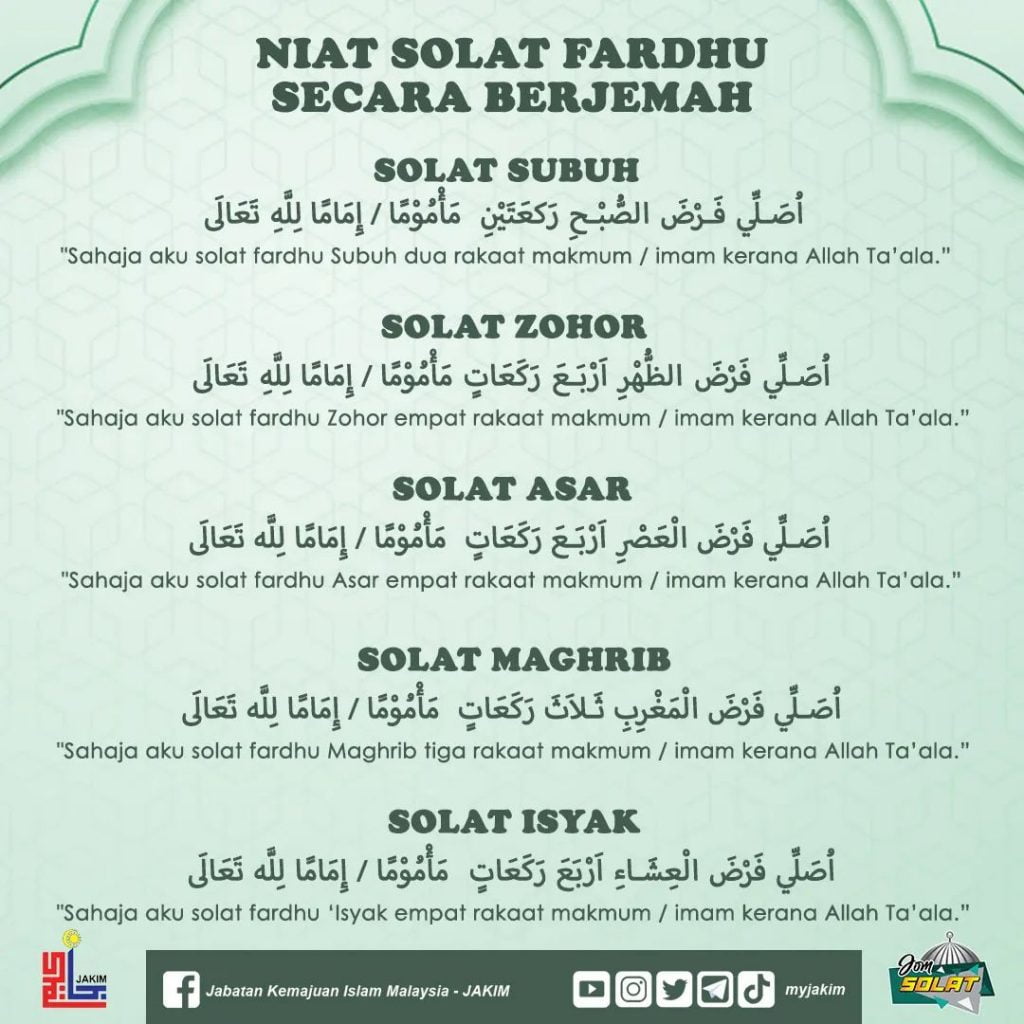 NIAT SOLAT FARDHU
SECARA BERJEMAH
SOLAT SUBUH
اُصَلِّي فَرْضَ الصُّبْحِ رَكعَتَيْنِ مَأْمُوْمًا / إِمَامًا لِلَّهِ تَعَالَى
"Sahaja aku solat fardhu Subuh dua rakaat makmum / imam kerana Allah Ta'ala."
SOLAT ZOHOR
اُصَلِّي فَرْضَ الظُّهْرِ اَرْبَعَ رَكَعَاتٍ مَأْمُوْمًا / إِمَامًا لِلَّهِ تَعَالَى
"Sahaja aku solat fardhu Zohor empat rakaat makmum / imam kerana Allah Ta'ala."
SOLAT ASAR
اُصَلِّي فَرْضَ الْعَصْرِ اَرْبَعَ رَكَعَاتٍ مَأْمُوْمًا / إِمَامًا لِلَّه تَعَالَى
"Sahaja aku solat fardhu Asar empat rakaat makmum / imam kerana Allah Ta'ala."
SOLAT MAGHRIB
اُصَلِّي فَرْضَ الْمَغْرِبِ ثَلاَثَ رَكَعَاتٍ مَأْمُوْمًا / إِمَامًا لِلَّه تَعَالَى
"Sahaja aku solat fardhu Maghrib tiga rakaat makmum / imam kerana Allah Ta'ala."
SOLAT ISYAK
اُصَلِّي فَرْضَ الْعِشَاءِ اَرْبَعَ رَكَعَاتٍ مَأْمُوْمًا / إِمَامًا لِلَّه تَعَالَى
"Sahaja aku solat fardhu 'Isyak empat rakaat makmum / imam kerana Allah Ta'ala."
JAKIM
Jabatan Kemajuan Islam Malaysia - JAKIM
myjakim
Jom
SOLAT